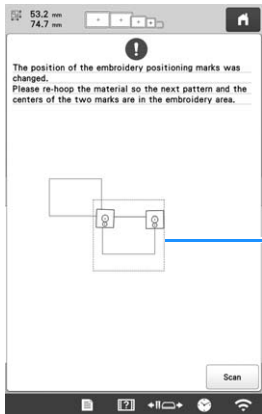 53.2 mm
74.7 mm
The position of the embroidery positioning marks was
changed.
Please re-hoop the material so the next pattern and the
centers of the two marks are in the embroidery area.
Scan